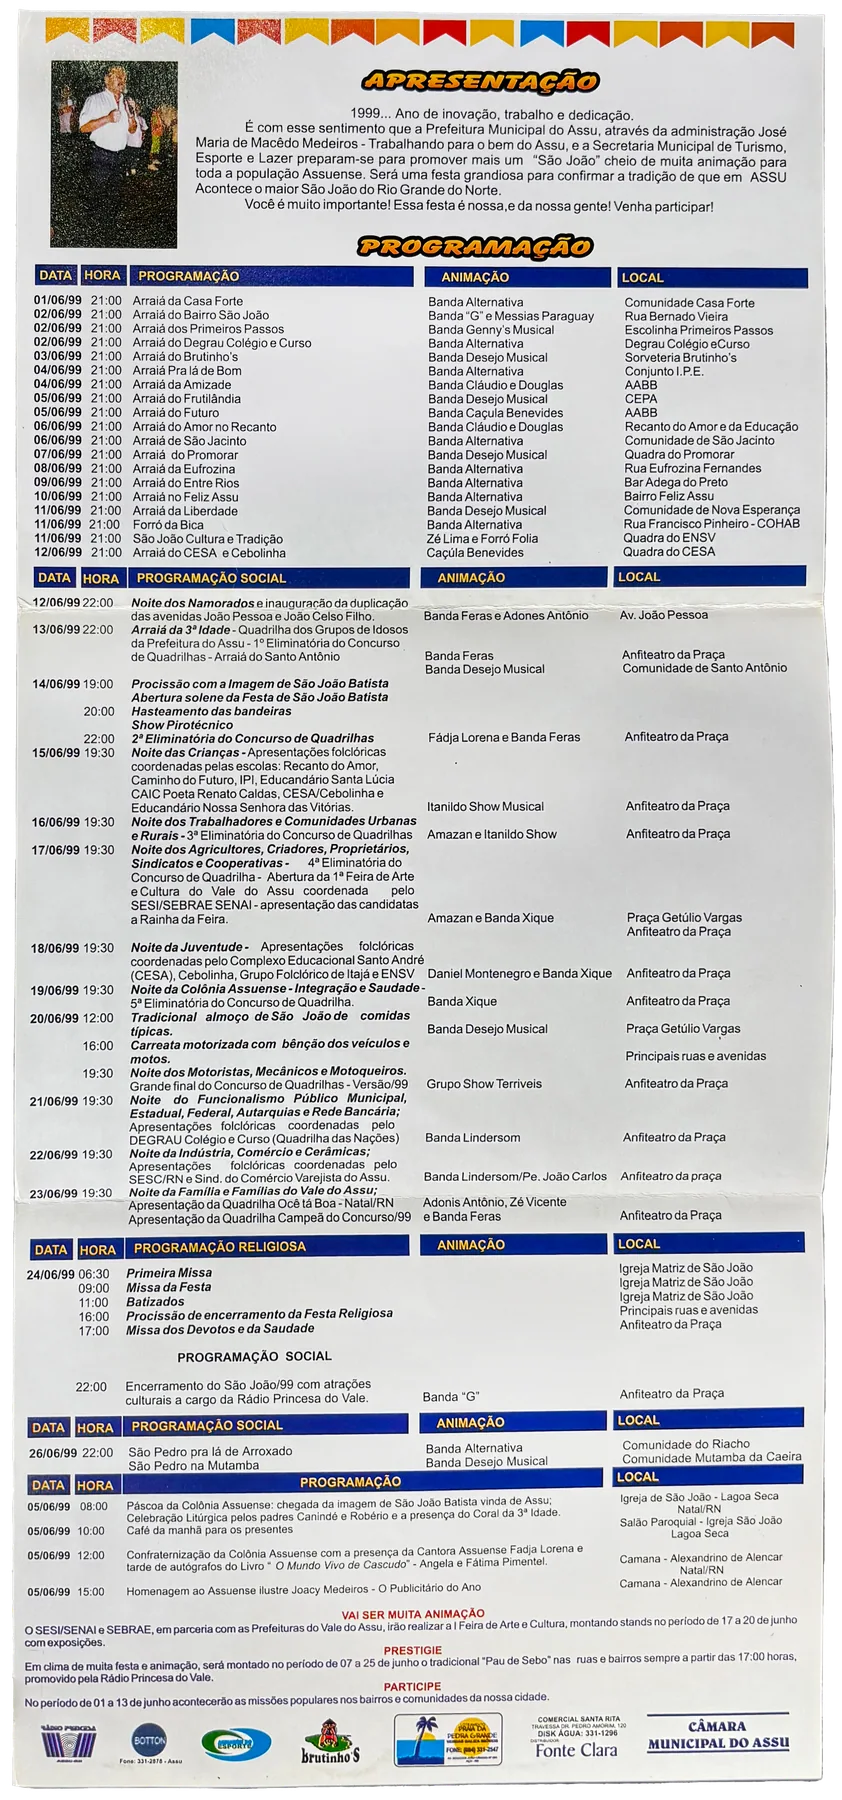 APRESENTAÇÃO
1999... Ano de inovação, trabalho e dedicação.
É com esse sentimento que a Prefeitura Municipal do Assu, através da administração José
Maria de Macêdo Medeiros - Trabalhando para o bem do Assu, e a Secretaria Municipal de Turismo,
Esporte e Lazer preparam-se para promover mais um “São João” cheio de muita animação para
toda a população Assuense. Será uma festa grandiosa para confirmar a tradição de que em ASSU
Acontece o maior São João do Rio Grande do Norte.
Você é muito importante! Essa festa é nossa,e da nossa gente! Venha participar!
PROGRAMAÇÃO
DATA HORA PROGRAMAÇÃO ANIMAÇÃO LOCAL
01/06/99 21:00 Arraiá da Casa Forte Banda Alternativa Comunidade Casa Forte
02/06/99 21:00 Arraiá do Bairro São João Banda “G” e Messias Paraguay Rua Bernado Vieira
02/06/99 21:00 Arraiá dos Primeiros Passos Banda Genny's Musical Escolinha Primeiros Passos
02/06/99 21:00 Arraiá do Degrau Colégio e Curso Banda Alternativa Degrau Colégio eCurso
03/06/99 21:00 Arraiá do Brutinho's Banda Desejo Musical Sorveteria Brutinho's
04/06/99 21:00 Arraiá Pra lá de Bom Banda Alternativa Conjunto I.P.E.
04/06/99 21:00 Arraiá da Amizade Banda Cláudio e Douglas AABB
05/06/99 21:00 Arraiá do Frutilândia Banda Desejo Musical CEPA
05/06/99 21:00 Arraiá do Futuro Banda Caçula Benevides AABB
06/06/99 21:00 Arraiá do Amor no Recanto Banda Cláudio e Douglas Recanto do Amor e da Educação
06/06/99 21:00 Arraiá de São Jacinto Banda Alternativa Comunidade de São Jacinto
07/06/99 21:00 Arraiá do Promorar Banda Desejo Musical Quadra do Promorar
08/06/99 21:00 Arraiá da Eufrozina Banda Alternativa Rua Eufrozina Fernandes
09/06/99 21:00 Arraiá do Entre Rios Banda Alternativa Bar Adega do Preto
10/06/99 21:00 Arraiá no Feliz Assu Banda Alternativa Bairro Feliz Assu
11/06/99 21:00 Arraiá da Liberdade Banda Desejo Musical Comunidade de Nova Esperança
11/06/99 21:00 Forró da Bica Banda Alternativa Rua Francisco Pinheiro - COHAB
11/06/99 21:00 São João Cultura e Tradição Zé Lima e Forró Folia Quadra do ENSV
12/06/99 21:00 Arraiá do CESA e Cebolinha Caçúla Benevides Quadra do CESA
DATA HORA PROGRAMAÇÃO SOCIAL ANIMAÇÃO LOCAL
12/06/99 22:00 Noite dos Namorados e inauguração da duplicação
das avenidas João Pessoa e João Celso Filho. Banda Feras e Adones Antônio Av. João Pessoa
13/06/99 22:00 Arraiá da 3ª Idade - Quadrilha dos Grupos de Idosos
da Prefeitura do Assu - 1º Eliminatória do Concurso
de Quadrilhas - Arraiá do Santo Antônio Banda Feras Anfiteatro da Praça
Banda Desejo Musical Comunidade de Santo Antônio
14/06/99 19:00 Procissão com a Imagem de São João Batista
Abertura solene da Festa de São João Batista
20:00 Hasteamento das bandeiras
Show Pirotécnico
22:00 2ª Eliminatória do Concurso de Quadrilhas Fádja Lorena e Banda Feras Anfiteatro da Praça
15/06/99 19:30 Noite das Crianças - Apresentações folclóricas
coordenadas pelas escolas: Recanto do Amor,
Caminho do Futuro, IPI, Educandário Santa Lúcia
CAIC Poeta Renato Caldas, CESA/Cebolinha e
Educandário Nossa Senhora das Vitórias. Itanildo Show Musical Anfiteatro da Praça
16/06/99 19:30 Noite dos Trabalhadores e Comunidades Urbanas
e Rurais - 3ª Eliminatória do Concurso de Quadrilhas Amazan e Itanildo Show Anfiteatro da Praça
17/06/99 19:30 Noite dos Agricultores, Criadores, Proprietários,
Sindicatos e Cooperativas - 4ª Eliminatória do
Concurso de Quadrilha - Abertura da 1ª Feira de Arte
e Cultura do Vale do Assu coordenada pelo
SESI/SEBRAE SENAI - apresentação das candidatas
a Rainha da Feira. Amazan e Banda Xique Praça Getúlio Vargas
Anfiteatro da Praça
18/06/99 19:30 Noite da Juventude - Apresentações folclóricas
coordenadas pelo Complexo Educacional Santo André
(CESA), Cebolinha, Grupo Folclórico de Itajá e ENSV Daniel Montenegro e Banda Xique Anfiteatro da Praça
19/06/99 19:30 Noite da Colônia Assuense - Integração e Saudade -
5ª Eliminatória do Concurso de Quadrilha. Banda Xique Anfiteatro da Praça
20/06/99 12:00 Tradicional almoço de São João de comidas
típicas. Banda Desejo Musical Praça Getúlio Vargas
16:00 Carreata motorizada com bênção dos veículos e
motos. Principais ruas e avenidas
19:30 Noite dos Motoristas, Mecânicos e Motoqueiros.
Grande final do Concurso de Quadrilhas - Versão/99 Grupo Show Terriveis Anfiteatro da Praça
21/06/99 19:30 Noite do Funcionalismo Público Municipal,
Estadual, Federal, Autarquias e Rede Bancária;
Apresentações folclóricas coordenadas pelo
DEGRAU Colégio e Curso (Quadrilha das Nações) Banda Lindersom Anfiteatro da Praça
22/06/99 19:30 Noite da Indústria, Comércio e Cerâmicas;
Apresentações folclóricas coordenadas pelo
SESC/RN e Sind. do Comércio Varejista do Assu. Banda Lindersom/Pe. João Carlos Anfiteatro da praça
23/06/99 19:30 Noite da Família e Famílias do Vale do Assu;
Apresentação da Quadrilha Ocê tá Boa - Natal/RN Adonis Antônio, Zé Vicente
Apresentação da Quadrilha Campeã do Concurso/99 e Banda Feras Anfiteatro da Praça
DATA HORA PROGRAMAÇÃO RELIGIOSA ANIMAÇÃO LOCAL
24/06/99 06:30 Primeira Missa Igreja Matriz de São João
09:00 Missa da Festa Igreja Matriz de São João
11:00 Batizados Igreja Matriz de São João
16:00 Procissão de encerramento da Festa Religiosa Principais ruas e avenidas
17:00 Missa dos Devotos e da Saudade Anfiteatro da Praça
PROGRAMAÇÃO SOCIAL
22:00 Encerramento do São João/99 com atrações
culturais a cargo da Rádio Princesa do Vale. Banda “G” Anfiteatro da Praça
DATA HORA PROGRAMAÇÃO SOCIAL ANIMAÇÃO LOCAL
26/06/99 22:00 São Pedro pra lá de Arroxado Banda Alternativa Comunidade do Riacho
São Pedro na Mutamba Banda Desejo Musical Comunidade Mutamba da Caeira
DATA HORA PROGRAMAÇÃO LOCAL
05/06/99 08:00 Páscoa da Colônia Assuense: chegada da imagem de São João Batista vinda de Assu; Igreja de São João - Lagoa Seca
Celebração Litúrgica pelos padres Canindé e Robério e a presença do Coral da 3ª Idade. Natal/RN
05/06/99 10:00 Café da manhã para os presentes Salão Paroquial - Igreja São João
Lagoa Seca
05/06/99 12:00 Confraternização da Colônia Assuense com a presença da Cantora Assuense Fadja Lorena e Camana - Alexandrino de Alencar
tarde de autógrafos do Livro “ O Mundo Vivo de Cascudo” - Angela e Fátima Pimentel. Natal/RN
05/06/99 15:00 Homenagem ao Assuense ilustre Joacy Medeiros - O Publicitário do Ano Camana - Alexandrino de Alencar
VAI SER MUITA ANIMAÇÃO
O SESI/SENAI e SEBRAE, em parceria com as Prefeituras do Vale do Assu, irão realizar a I Feira de Arte e Cultura, montando stands no período de 17 a 20 de junho
com exposições.
PRESTIGIE
Em clima de muita festa e animação, será montado no período de 07 a 25 de junho o tradicional “Pau de Sebo” nas ruas e bairros sempre a partir das 17:00 horas,
promovido pela Rádio Princesa do Vale.
PARTICIPE
No período de 01 a 13 de junho acontecerão as missões populares nos bairros e comunidades da nossa cidade.
RÁDIO PRINCESA
BOTTON
Fone: 331-2878 - Assu
ESPORTE
brutinho's
PRAIA DA
PEDRA GRANDE
COMERCIAL SANTA RITA
TRAVESSA DR. PEDRO AMORIM, 120
DISK ÁGUA: 331-1296
DISTRIBUIDOR
Fonte Clara
CÂMARA
MUNICIPAL DO ASSU